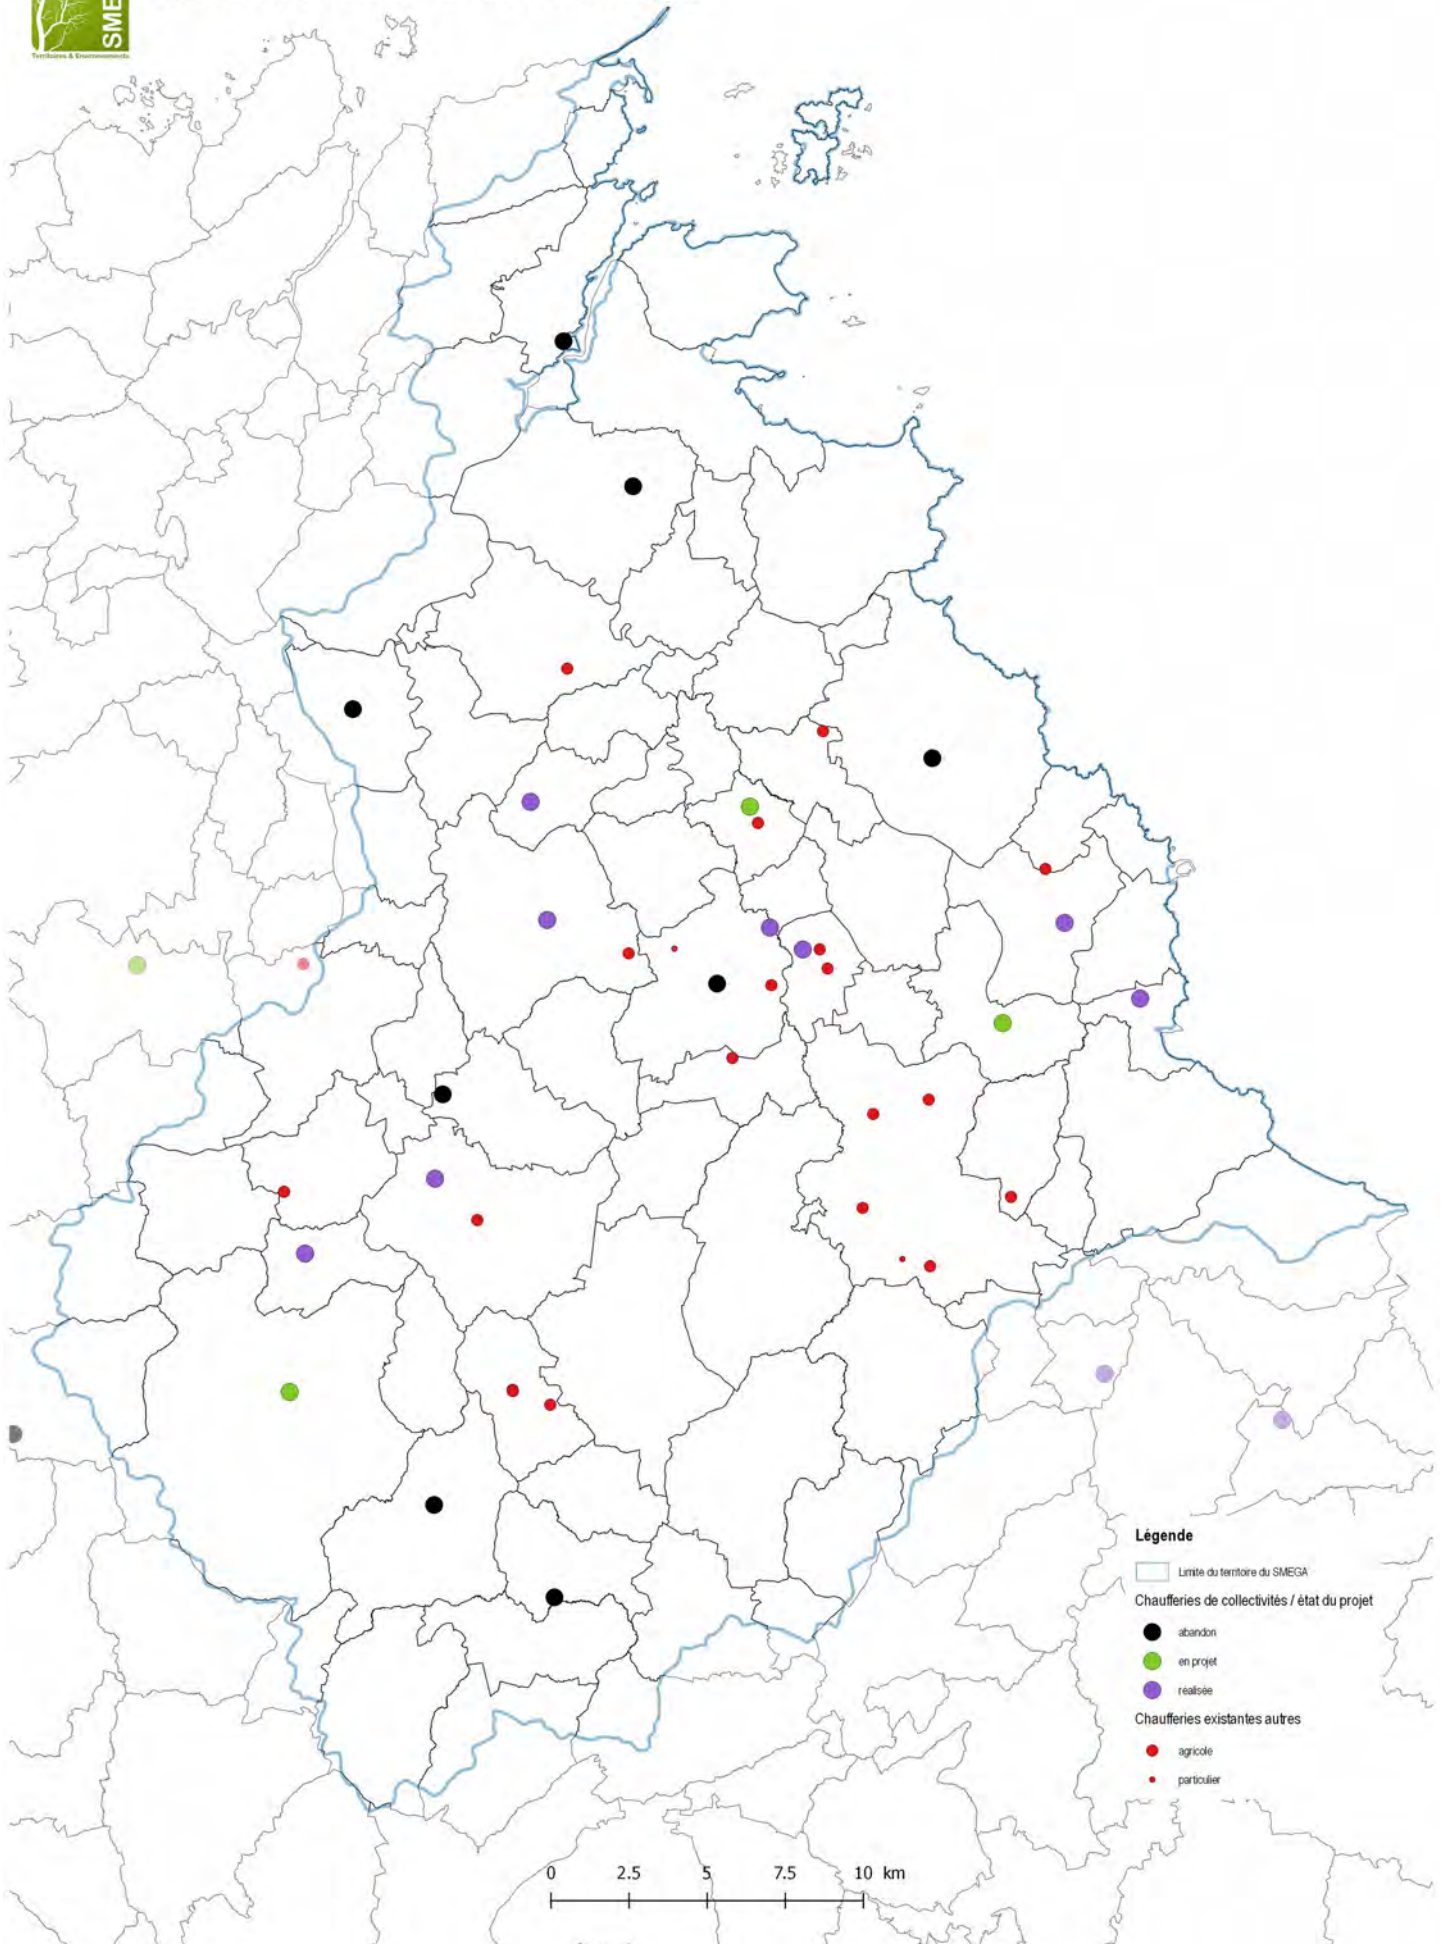 SME
Territoires & Environnements
Légende
Limite du territoire du SMEGA
Chaufferies de collectivités / état du projet
abandon
en projet
réalisée
Chaufferies existantes autres
agricole
particulier
0 2.5 5 7.5 10 km